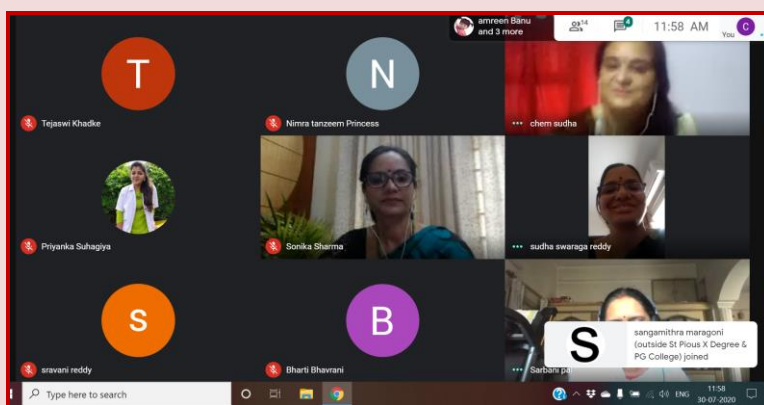 amreen Banu
and 3 more
14
4
11:58 AM
You
C
T
Tejaswi Khadke
N
Nimra tanzeem Princess
chem sudha
Priyanka Suhagiya
Sonika Sharma
sudha swaraga reddy
S
sravani reddy
B
Bharti Bhavrani
Sarbani pal
S
sangamithra maragoni
(outside St Pious X Degree &
PG College) joined
Type here to search
ENG
11:58
30-07-2020